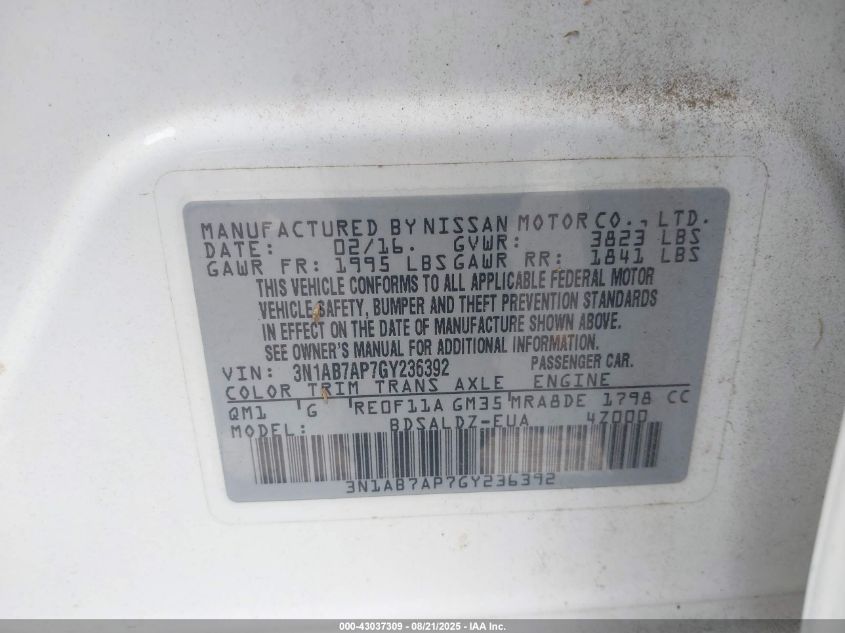 MANUFACTURED BY NISSAN MOTOR CO., LTD.
DATE: 02/16. GVWR: 3823 LBS
GAWR FR: 1995 LBS GAWR RR: 1841 LBS
THIS VEHICLE CONFORMS TO ALL APPLICABLE FEDERAL MOTOR
VEHICLE SAFETY, BUMPER AND THEFT PREVENTION STANDARDS
IN EFFECT ON THE DATE OF MANUFACTURE SHOWN ABOVE.
SEE OWNER'S MANUAL FOR ADDITIONAL INFORMATION.
VIN: 3N1AB7AP7GY236392 PASSENGER CAR.
COLOR TRIM TRANS AXLE ENGINE
QM1 G RE0F11A GM35 MRA8DE 1798 CC
MODEL: BDSALDZ-EUA 4Z000
3N1AB7AP7GY236392
000-43037309 - 08/21/2025 - IAA Inc.